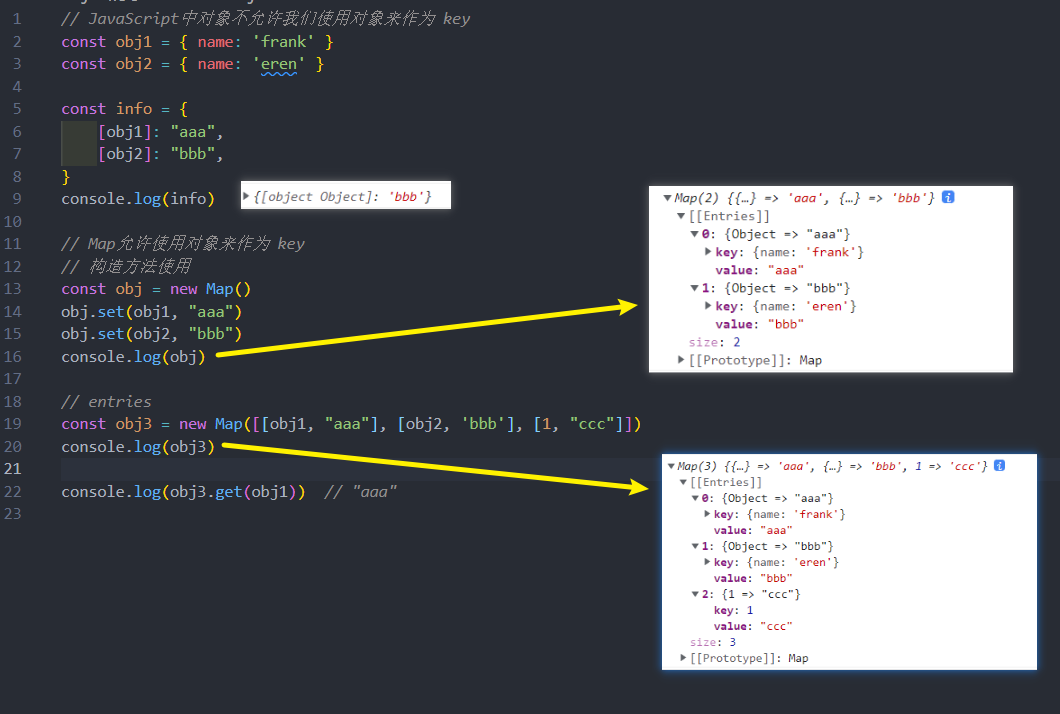 1 // JavaScript中对象不允许我们使用对象来作为 key
2 const obj1 = { name: 'frank' }
3 const obj2 = { name: 'eren' }
4
5 const info = {
6 [obj1]: "aaa",
7 [obj2]: "bbb",
8 }
9 console.log(info)
▶{[object Object]: 'bbb'}
10
11 // Map允许使用对象来作为 key
12 // 构造方法使用
13 const obj = new Map()
14 obj.set(obj1, "aaa")
15 obj.set(obj2, "bbb")
16 console.log(obj)
▼Map(2) {{…} => 'aaa', {…} => 'bbb'} i
▼[[Entries]]
▼0: {Object => "aaa"}
▶key: {name: 'frank'}
value: "aaa"
▼1: {Object => "bbb"}
▶key: {name: 'eren'}
value: "bbb"
size: 2
▶[[Prototype]]: Map
17
18 // entries
19 const obj3 = new Map([[obj1, "aaa"], [obj2, 'bbb'], [1, "ccc"]])
20 console.log(obj3)
21
22 console.log(obj3.get(obj1)) // "aaa"
23
▼Map(3) {{…} => 'aaa', {…} => 'bbb', 1 => 'ccc'} i
▼[[Entries]]
▼0: {Object => "aaa"}
▶key: {name: 'frank'}
value: "aaa"
▼1: {Object => "bbb"}
▶key: {name: 'eren'}
value: "bbb"
▼2: {1 => "ccc"}
key: 1
value: "ccc"
size: 3
▶[[Prototype]]: Map